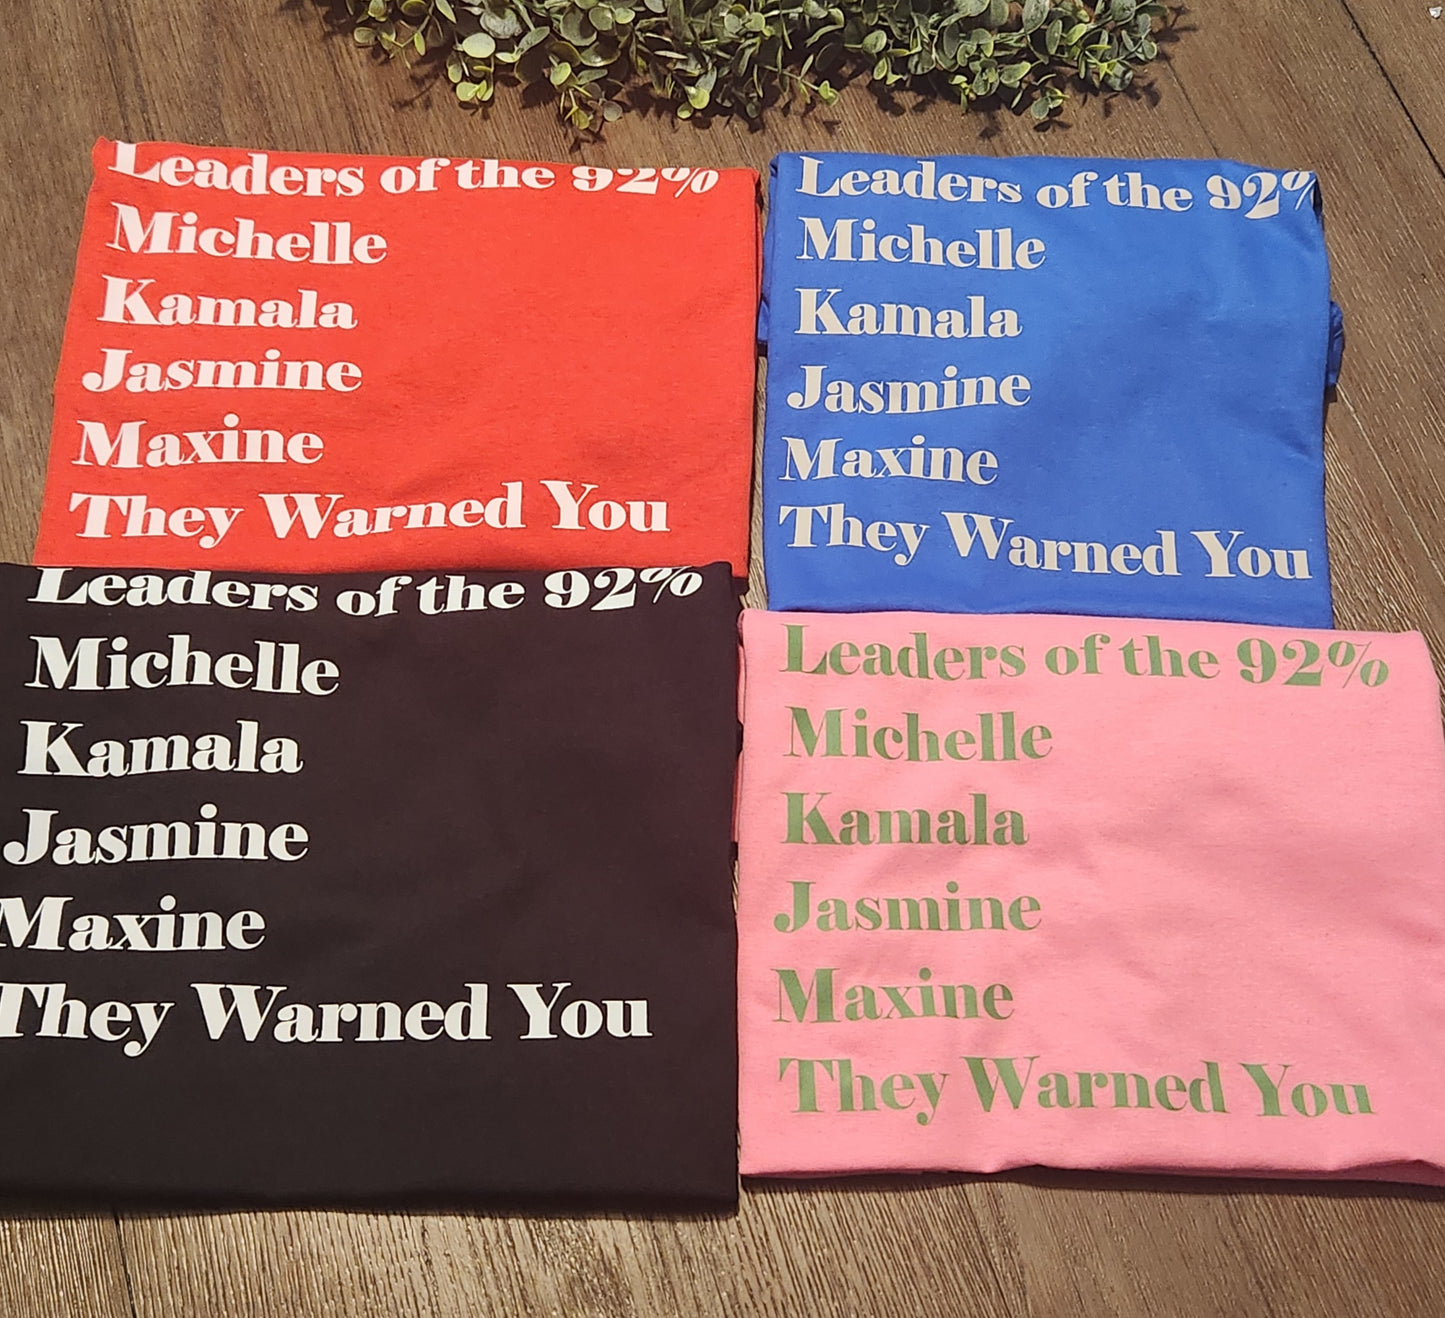 Leaders of the 92%
Michelle
Kamala
Jasmine
Maxine
They Warned You
Leaders of the 92%
Michelle
Kamala
Jasmine
Maxine
They Warned You
Leaders of the 92%
Michelle
Kamala
Jasmine
Maxine
They Warned You
Leaders of the 92%
Michelle
Kamala
Jasmine
Maxine
They Warned You